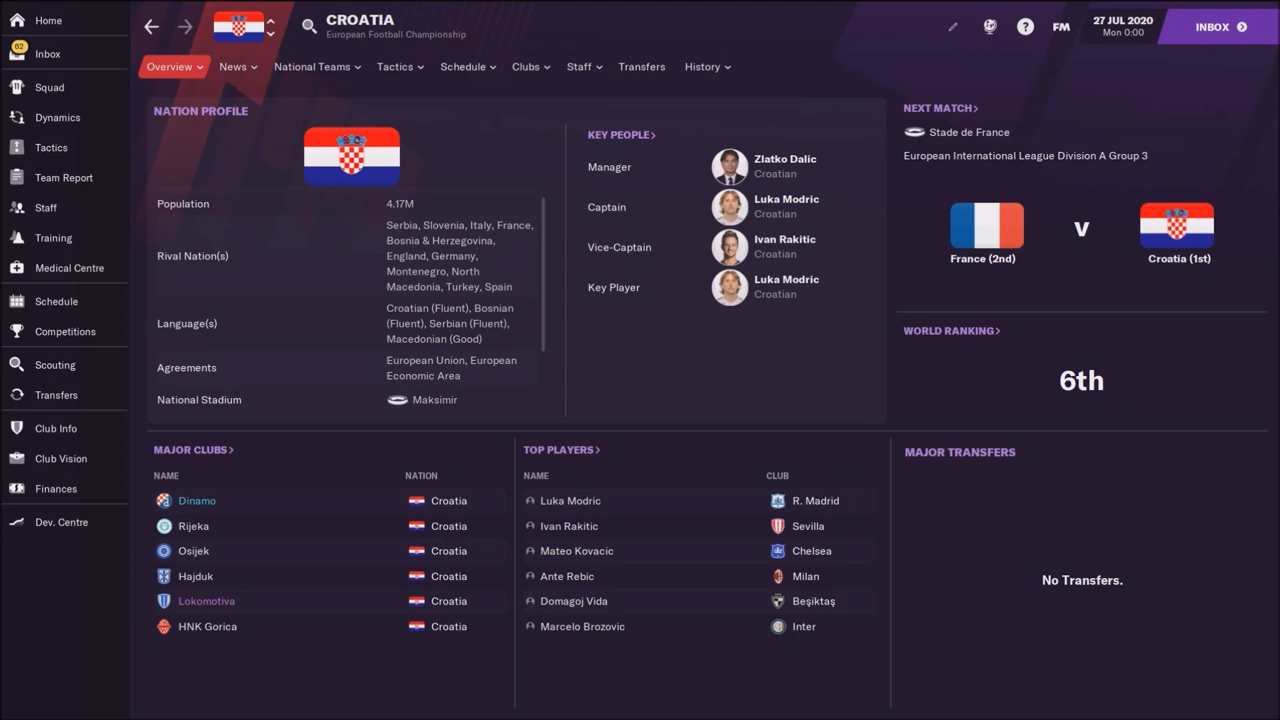 Home
62
Inbox
Squad
Dynamics
Tactics
Team Report
Staff
Training
Medical Centre
Schedule
Competitions
Scouting
Transfers
Club Info
Club Vision
Finances
Dev. Centre
CROATIA
European Football Championship
?
FM
27 JUL 2020
Mon 0:00
INBOX
Overview News National Teams Tactics Schedule Clubs Staff Transfers History
NATION PROFILE
Population 4.17M
Rival Nation(s) Serbia, Slovenia, Italy, France,
Bosnia & Herzegovina,
England, Germany,
Montenegro, North
Macedonia, Turkey, Spain
Language(s) Croatian (Fluent), Bosnian
(Fluent), Serbian (Fluent),
Macedonian (Good)
Agreements European Union, European
Economic Area
National Stadium Maksimir
KEY PEOPLE>
Manager Zlatko Dalic
Croatian
Captain Luka Modric
Croatian
Vice-Captain Ivan Rakitic
Croatian
Key Player Luka Modric
Croatian
NEXT MATCH>
Stade de France
European International League Division A Group 3
V
France (2nd) Croatia (1st)
WORLD RANKING>
6th
MAJOR CLUBS>
NAME NATION
Dinamo Croatia
Rijeka Croatia
Osijek Croatia
Hajduk Croatia
Lokomotiva Croatia
HNK Gorica Croatia
TOP PLAYERS>
NAME CLUB
Luka Modric R. Madrid
Ivan Rakitic Sevilla
Mateo Kovacic Chelsea
Ante Rebic Milan
Domagoj Vida Beşiktaş
Marcelo Brozovic Inter
MAJOR TRANSFERS
No Transfers.